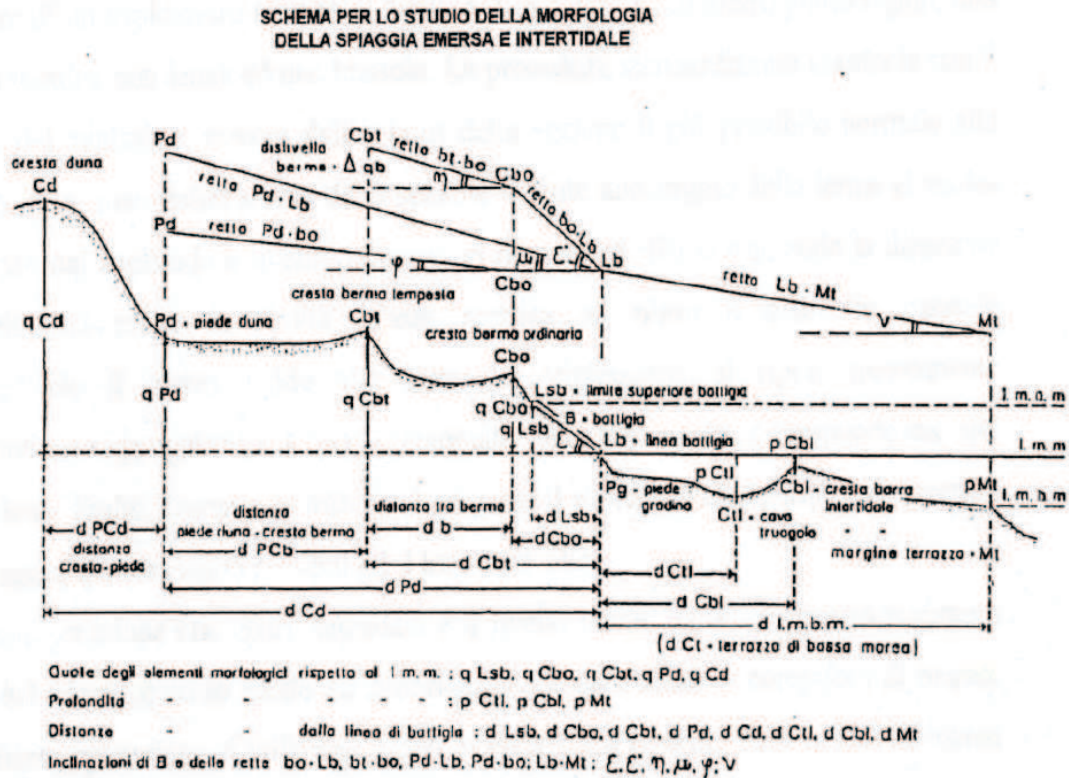 SCHEMA PER LO STUDIO DELLA MORFOLOGIA
DELLA SPIAGGIA EMERSA E INTERTIDALE
cresta duna
Cd
Pd
retta Pd-Lb
Pd
retta Pd-bo
dislivello
berme - Δ qb
Cbt
retta bt-bo
η
Cbo
retta bo-Lb
φ
μ
Cbo
Lb
retta Lb-Mt
V
Mt
cresta berma tempesta
q Cd
Pd - piede duna
Cbt
cresta berma ordinaria
Cbo
q Pd
q Cbt
q Cbo
Lsb - limite superiore battigia
q Lsb
B - battigia
Lb - linea battigia
l.m.m.
p Ctl
p Cbl
Pg - piede
gradino
Ctl - cavo
truogolo
Cbl - cresta barra
intertidale
p Mt
l.m.b.m.
margine terrazzo - Mt
d PCd
distanza
cresta-piede
distanza
piede duna - cresta berma
d PCb
distanza tra berme
d b
d Lsb
d Cbo
d Cbt
d Pd
d Cd
d Ctl
d Cbl
d l.m.b.m.
(d Ct - terrazzo di bassa marea)
Quote degli elementi morfologici rispetto al l.m.m.: q Lsb, q Cbo, q Cbt, q Pd, q Cd
Profondità - - - - - : p Ctl, p Cbl, p Mt
Distanze - - dalla linea di battigia : d Lsb, d Cbo, d Cbt, d Pd, d Cd, d Ctl, d Cbl, d Mt
Inclinazioni di B e delle rette bo-Lb, bt-bo, Pd-Lb, Pd-bo; Lb-Mt: ξ, ξ', η, μ, φ; V